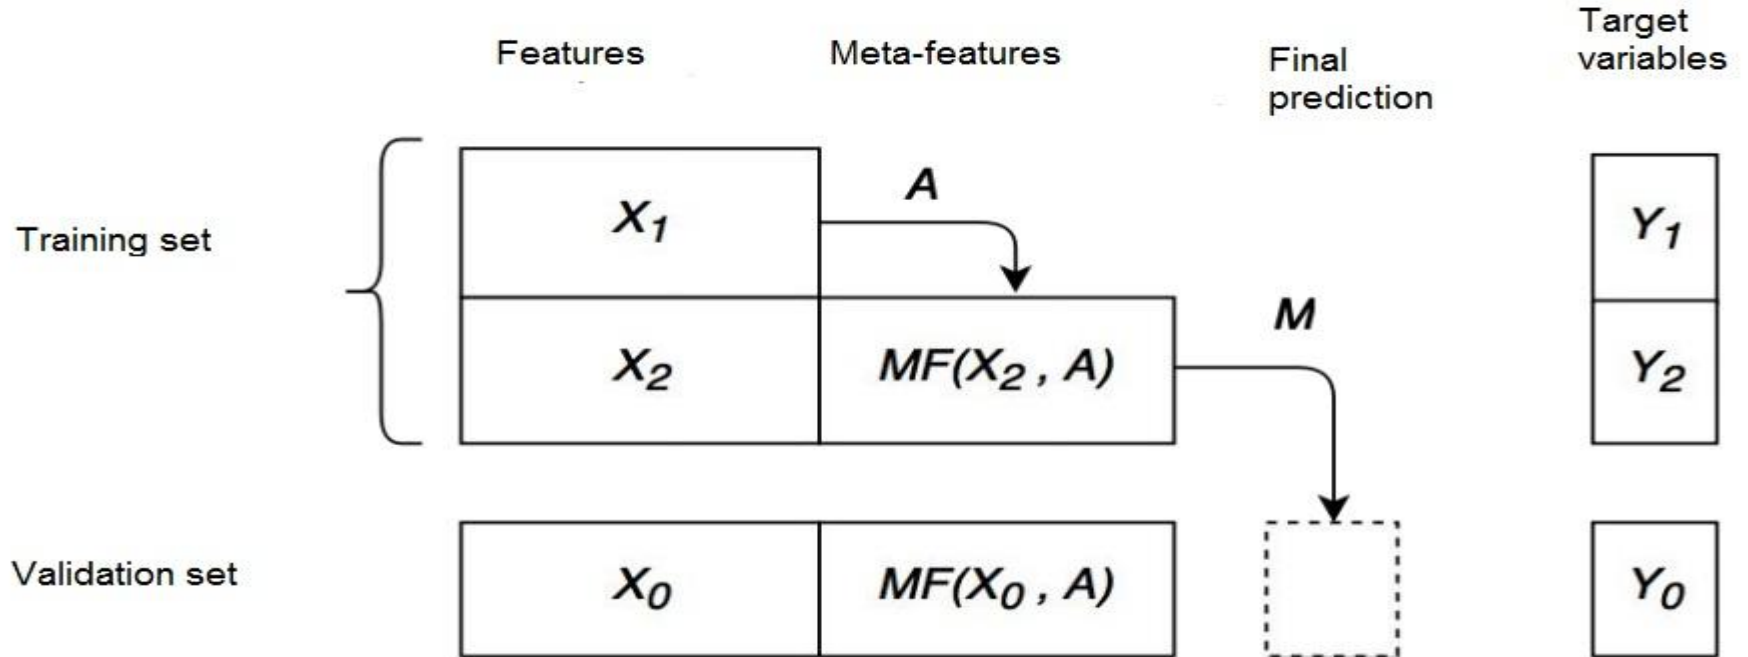 Features
Meta-features
Final
prediction
Target
variables
Training set
X1
A
Y1
X2
MF(X2 , A)
M
Y2
Validation set
X0
MF(X0 , A)
Y0